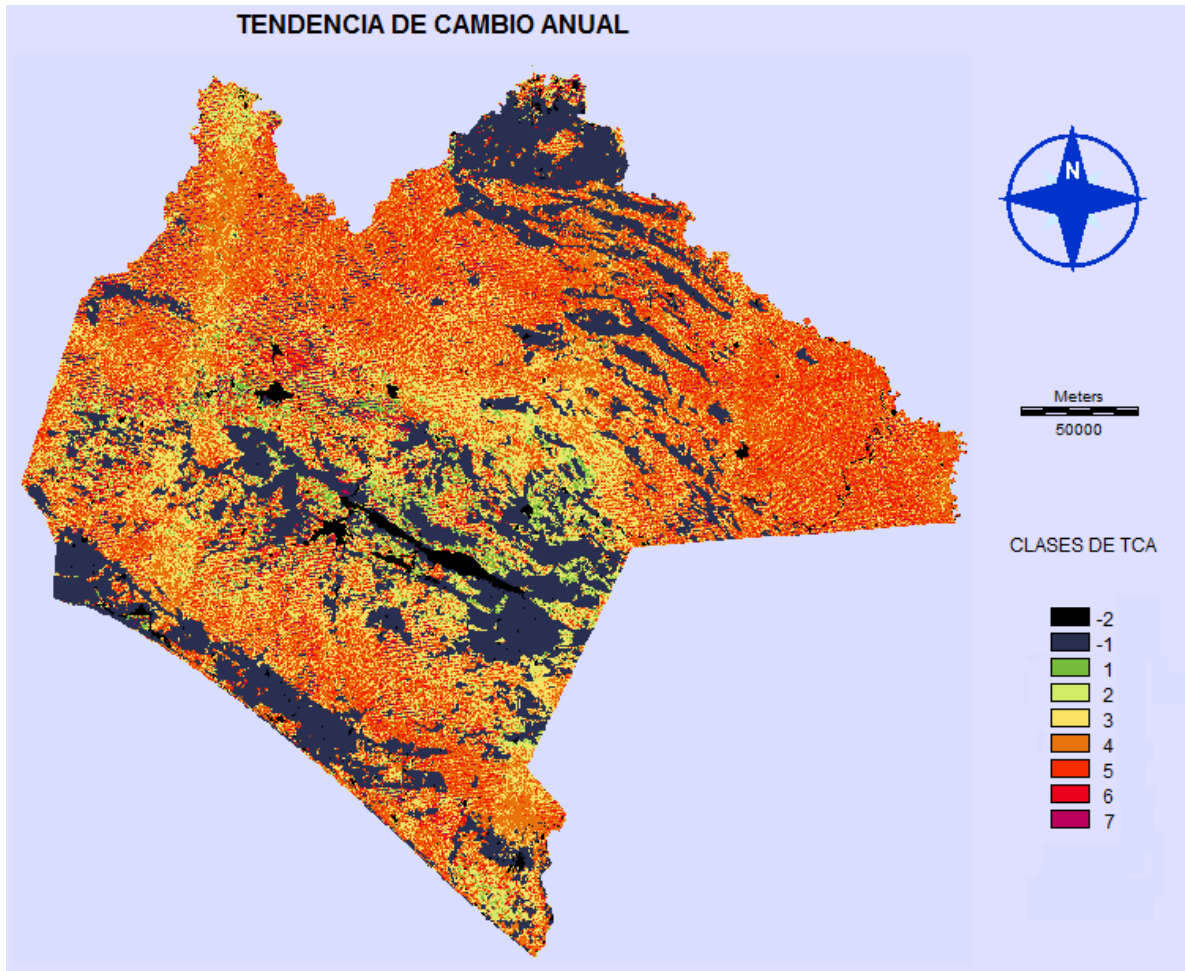 TENDENCIA DE CAMBIO ANUAL
N
Meters
50000
CLASES DE TCA
-2
-1
1
2
3
4
5
6
7